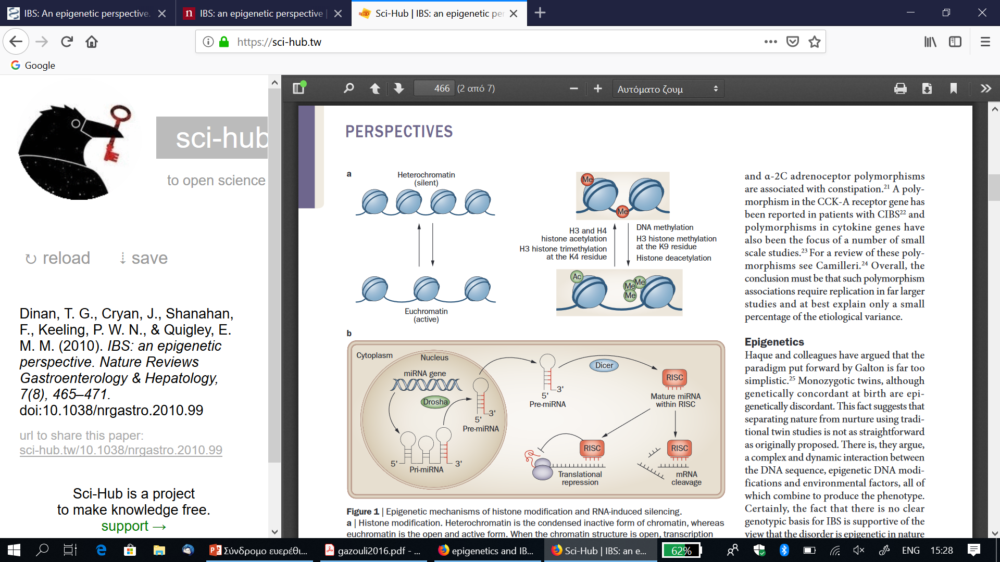 IBS: An epigenetic perspective.
IBS: an epigenetic perspective |
Sci-Hub | IBS: an epigenetic per
https://sci-hub.tw
Google
sci-hub
to open science
↻ reload
⇣ save
Dinan, T. G., Cryan, J., Shanahan,
F., Keeling, P. W. N., & Quigley, E.
M. M. (2010). IBS: an epigenetic
perspective. Nature Reviews
Gastroenterology & Hepatology,
7(8), 465–471.
doi:10.1038/nrgastro.2010.99
url to share this paper:
sci-hub.tw/10.1038/nrgastro.2010.99
Sci-Hub is a project
to make knowledge free.
support →
466 (2 από 7)
Αυτόματο ζουμ
PERSPECTIVES
a
Heterochromatin
(silent)
Euchromatin
(active)
Me
Me
H3 and H4
histone acetylation
H3 histone trimethylation
at the K4 residue
DNA methylation
H3 histone methylation
at the K9 residue
Histone deacetylation
Ac
Me
Me
Me
b
Cytoplasm
Nucleus
miRNA gene
Drosha
5'
3'
Pre-miRNA
5'
3'
Pri-miRNA
5'
3'
Pre-miRNA
Dicer
RISC
Mature miRNA
within RISC
RISC
Translational
repression
RISC
mRNA
cleavage
Figure 1 | Epigenetic mechanisms of histone modification and RNA-induced silencing.
a | Histone modification. Heterochromatin is the condensed inactive form of chromatin, whereas
euchromatin is the open and active form. When the chromatin structure is open, transcription
and α-2C adrenoceptor polymorphisms
are associated with constipation.²¹ A poly-
morphism in the CCK-A receptor gene has
been reported in patients with CIBS²² and
polymorphisms in cytokine genes have
also been the focus of a number of small
scale studies.²³ For a review of these poly-
morphisms see Camilleri.²⁴ Overall, the
conclusion must be that such polymorphism
associations require replication in far larger
studies and at best explain only a small
percentage of the etiological variance.
Epigenetics
Haque and colleagues have argued that the
paradigm put forward by Galton is far too
simplistic.²⁵ Monozygotic twins, although
genetically concordant at birth are epi-
genetically discordant. This fact suggests that
separating nature from nurture using tradi-
tional twin studies is not as straightforward
as originally proposed. There is, they argue,
a complex and dynamic interaction between
the DNA sequence, epigenetic DNA modi-
fications and environmental factors, all of
which combine to produce the phenotype.
Certainly, the fact that there is no clear
genotypic basis for IBS is supportive of the
view that the disorder is epigenetic in nature
Σύνδρομο ευερέθι...
gazouli2016.pdf - ...
epigenetics and IB...
Sci-Hub | IBS: an e...
62%
ENG
15:28